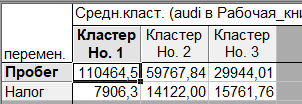 Средн.класт. (audi в Рабочая_кни
перемен.
Кластер Кластер Кластер
Но. 1 Но. 2 Но. 3
Пробег 110464,5 59767,84 29944,01
Налог 7906,3 14122,00 15761,76